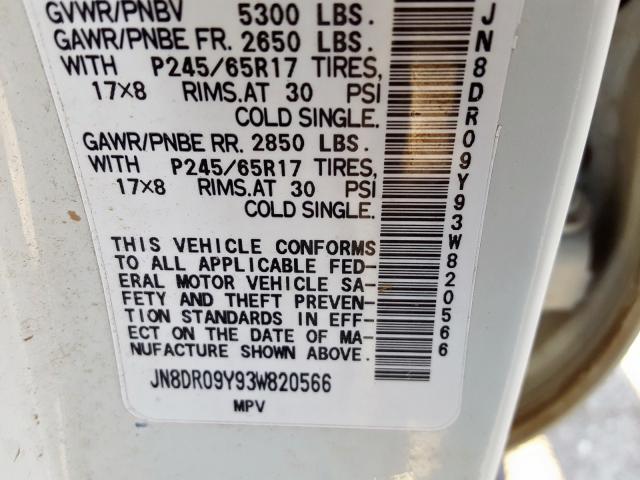 GVWR/PNBV 5300 LBS.
GAWR/PNBE FR. 2650 LBS.
WITH P245/65R17 TIRES,
17×8 RIMS.AT 30 PSI
COLD SINGLE.
GAWR/PNBE RR. 2850 LBS.
WITH P245/65R17 TIRES,
17×8 RIMS.AT 30 PSI
COLD SINGLE.
THIS VEHICLE CONFORMS
TO ALL APPLICABLE FED-
ERAL MOTOR VEHICLE SA-
FETY AND THEFT PREVEN-
TION STANDARDS IN EFF-
ECT ON THE DATE OF MA-
NUFACTURE SHOWN ABOVE.
JN8DR09Y93W820566
MPV
JN8DR09Y93W820566